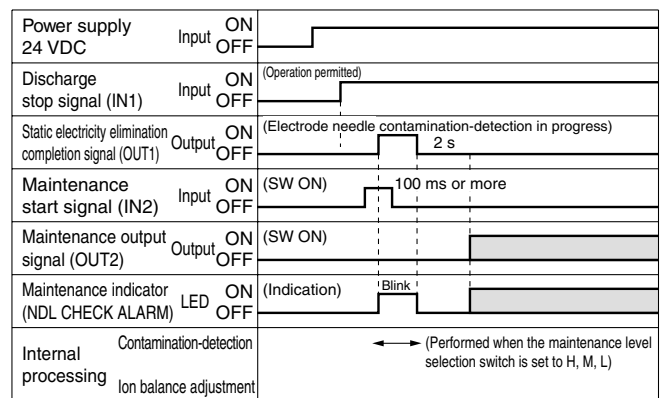 Power supply
24 VDC
Input
ON
OFF
Discharge
stop signal (IN1)
Input
ON
OFF
(Operation permitted)
Static electricity elimination
completion signal (OUT1)
Output
ON
OFF
(Electrode needle contamination-detection in progress)
2 s
Maintenance
start signal (IN2)
Input
ON
OFF
(SW ON)
100 ms or more
Maintenance output
signal (OUT2)
Output
ON
OFF
(SW ON)
Maintenance indicator
(NDL CHECK ALARM)
LED
ON
OFF
(Indication)
Blink
Internal
processing
Contamination-detection
Ion balance adjustment
(Performed when the maintenance level
selection switch is set to H, M, L)